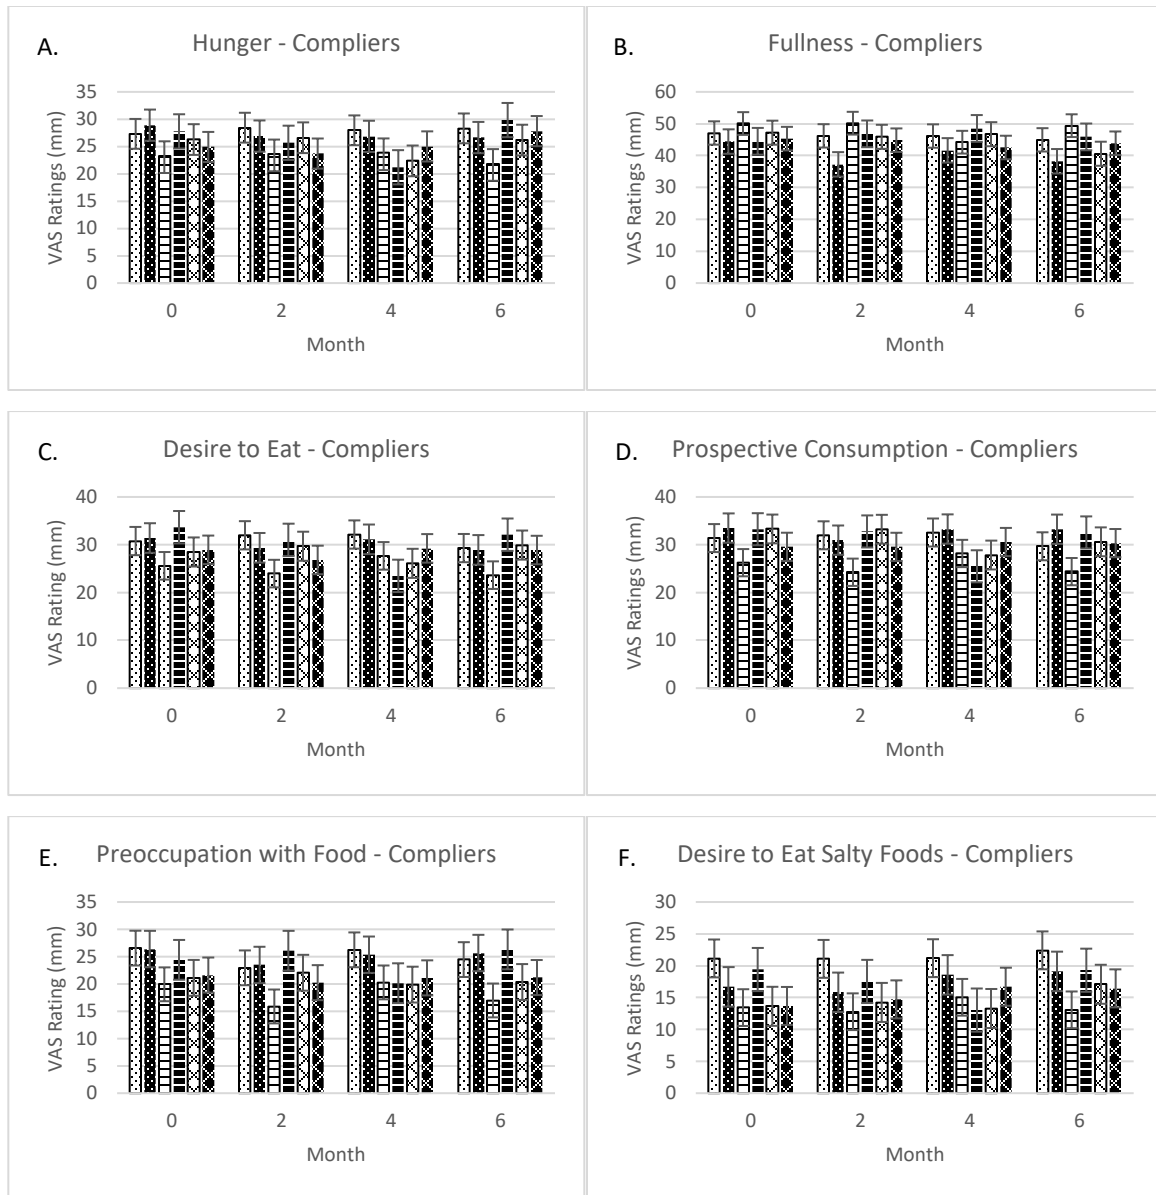 A.
Hunger - Compliers
VAS Ratings (mm)
35
30
25
20
15
10
5
0
0 2 4 6
Month
B.
Fullness - Compliers
VAS Ratings (mm)
60
50
40
30
20
10
0
0 2 4 6
Month
C.
Desire to Eat - Compliers
VAS Rating (mm)
40
30
20
10
0
0 2 4 6
Month
D.
Prospective Consumption - Compliers
VAS Ratings (mm)
40
30
20
10
0
0 2 4 6
Month
E.
Preoccupation with Food - Compliers
VAS Rating (mm)
35
30
25
20
15
10
5
0
0 2 4 6
Month
F.
Desire to Eat Salty Foods - Compliers
VAS Ratings (mm)
30
25
20
15
10
5
0
0 2 4 6
Month